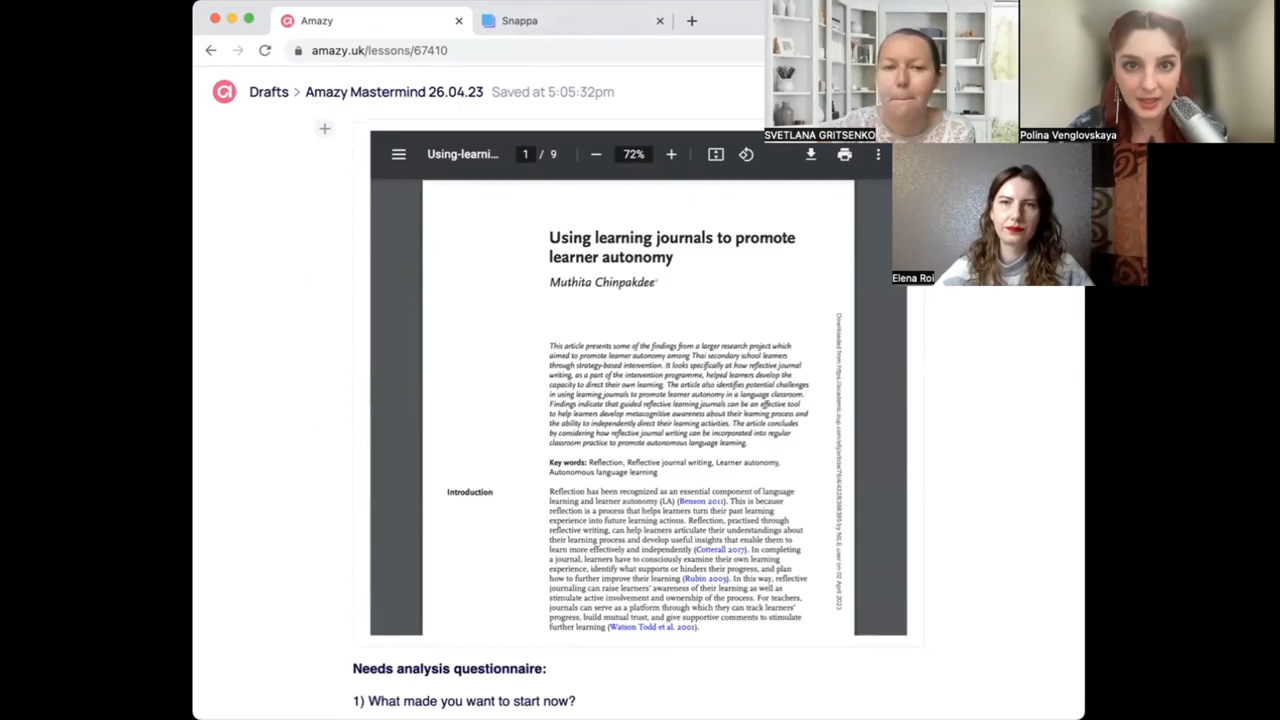 Amazy
Snappa
amazy.uk/lessons/67410
Drafts > Amazy Mastermind 26.04.23 Saved at 5:05:32pm
SVETLANA GRITSENKO
Polina Venglovskaya
Elena Roi
Using-learni... 1 / 9 72%
Using learning journals to promote
learner autonomy
Muthita Chinpakdee
This article presents some of the findings from a larger research project which
aimed to promote learner autonomy among Thai secondary school learners
through strategy-based intervention. It looks specifically at how reflective journal
writing, as a part of the intervention programme, helped learners develop the
capacity to direct their own learning. The article also identifies potential challenges
in using learning journals to promote learner autonomy in a language classroom.
Findings indicate that guided reflective learning journals can be an effective tool
to help learners develop metacognitive awareness about their learning process and
the ability to independently direct their learning activities. The article concludes
by considering how reflective journal writing can be incorporated into regular
classroom practice to promote autonomous language learning.
Key words: Reflection, Reflective journal writing, Learner autonomy,
Autonomous language learning
Introduction
Reflection has been recognized as an essential component of language
learning and learner autonomy (LA) (Benson 2011). This is because
reflection is a process that helps learners turn their past learning
experience into future learning actions. Reflection, practised through
reflective writing, can help learners articulate their understandings about
their learning process and develop useful insights that enable them to
learn more effectively and independently (Cotterall 2017). In completing
a journal, learners have to consciously examine their own learning
experience, identify what supports or hinders their progress, and plan
how to further improve their learning (Rubin 2003). In this way, reflective
journaling can raise learners' awareness of their learning as well as
stimulate active involvement and ownership of the process. For teachers,
journals can serve as a platform through which they can track learners'
progress, build mutual trust, and give supportive comments to stimulate
further learning (Watson Todd et al. 2001).
Needs analysis questionnaire:
1) What made you want to start now?